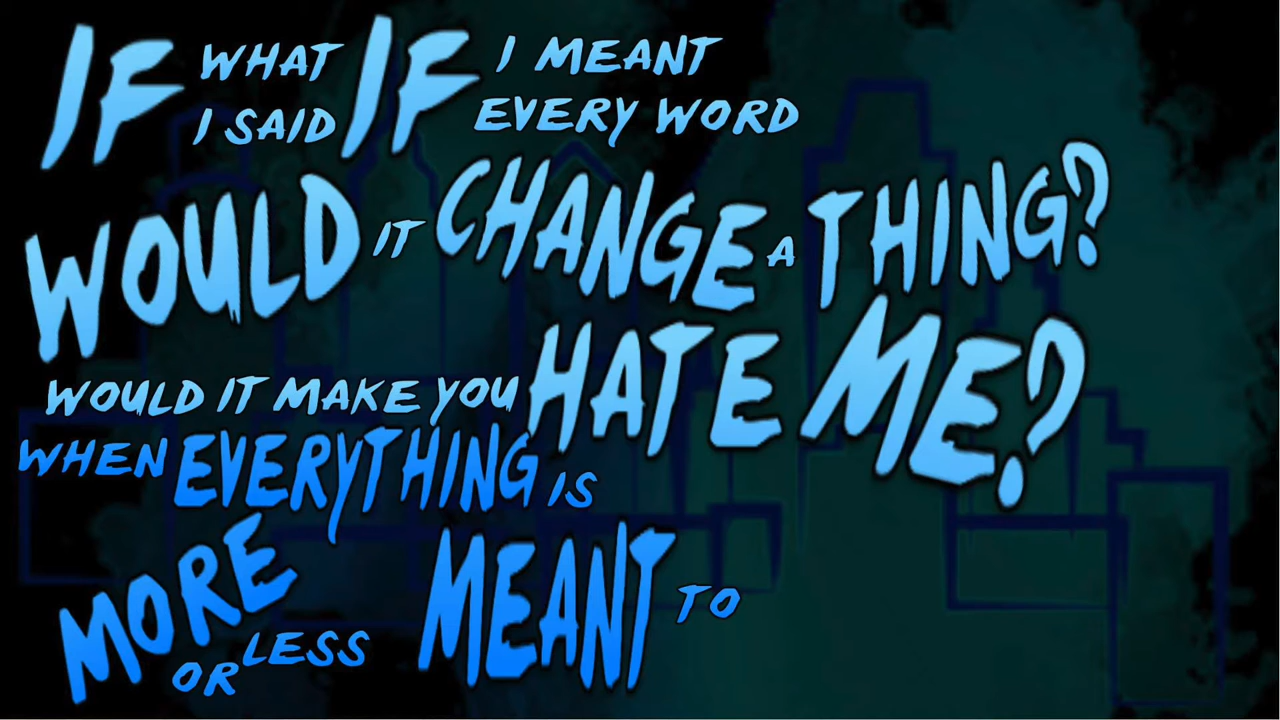 IF WHAT I SAID IF I MEANT EVERY WORD
WOULD IT CHANGE A THING?
WOULD IT MAKE YOU HATE ME?
WHEN EVERYTHING IS
MORE OR LESS MEANT TO